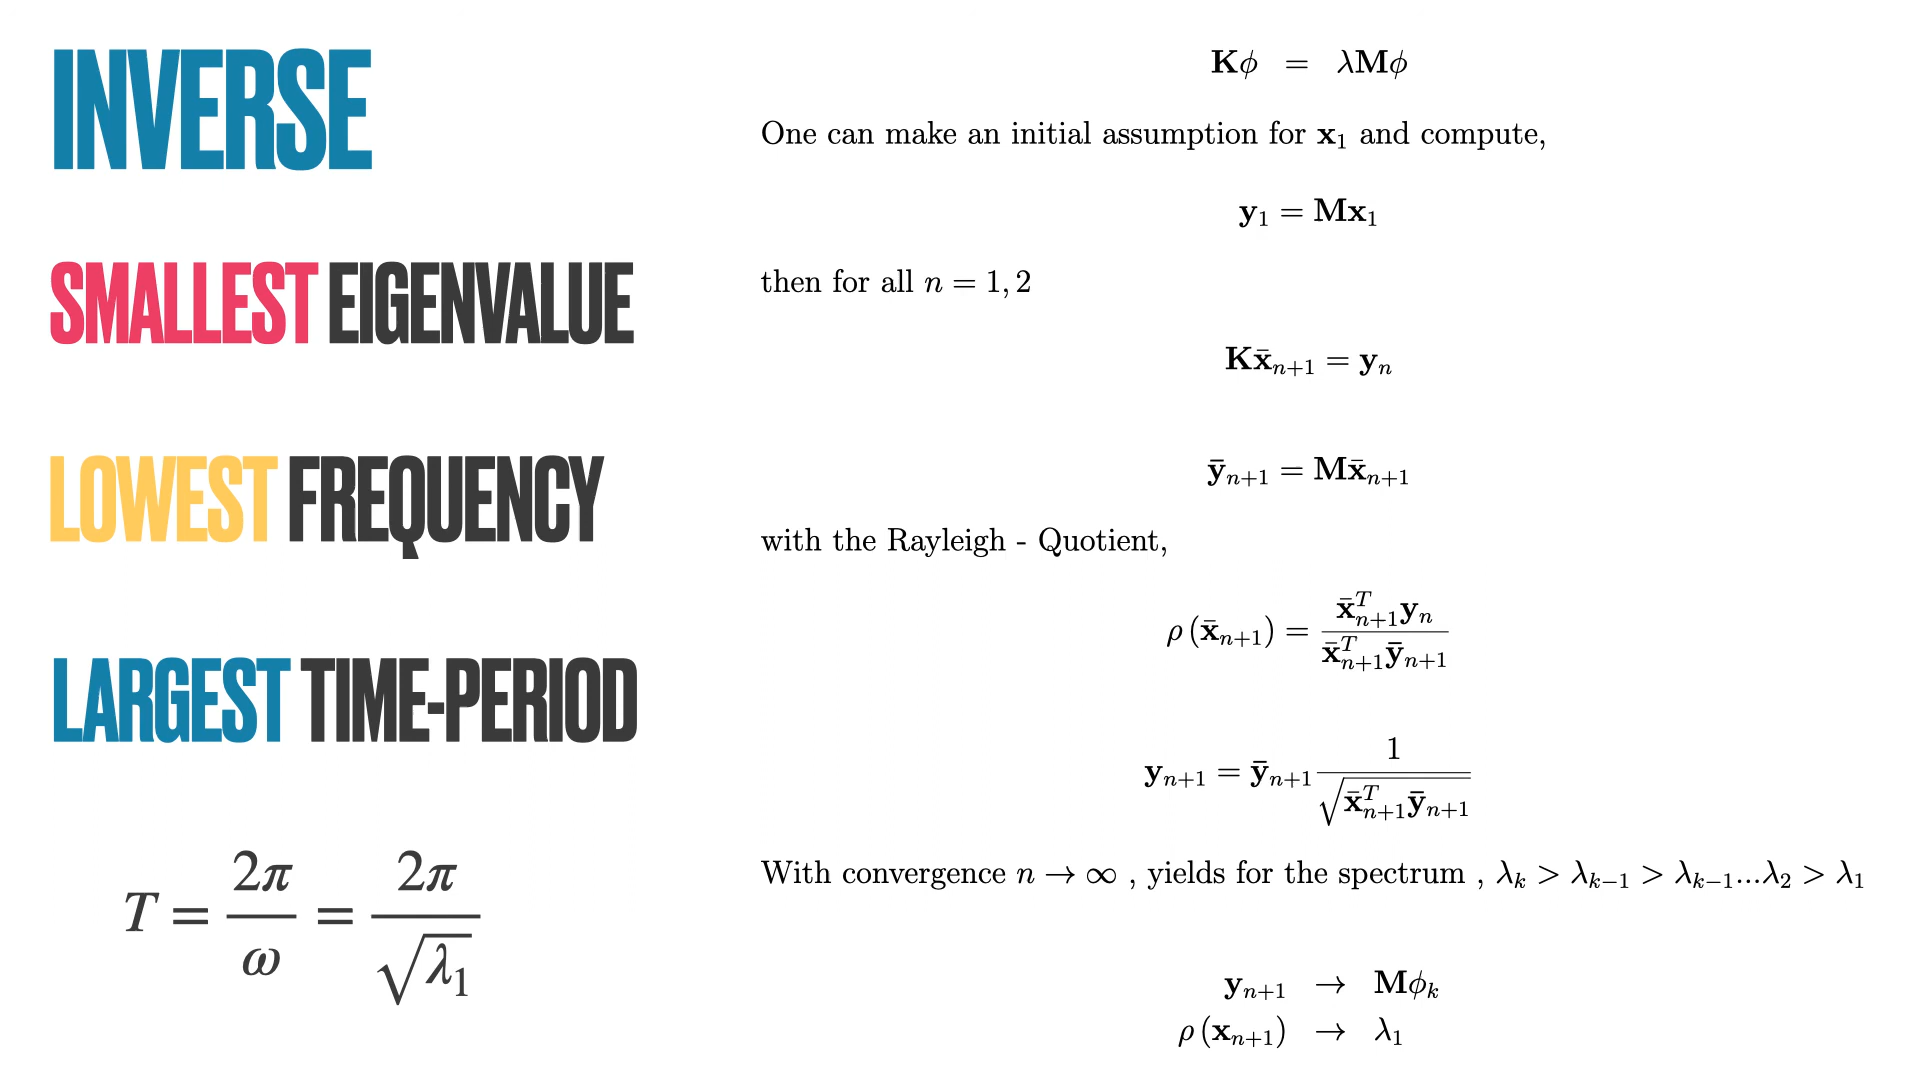 INVERSE
SMALLEST EIGENVALUE
LOWEST FREQUENCY
LARGEST TIME-PERIOD
T = 2π/ω = 2π/√λ₁
Kϕ = λMϕ
One can make an initial assumption for x₁ and compute,
y₁ = Mx₁
then for all n = 1, 2
Kx̄ₙ₊₁ = yₙ
ȳₙ₊₁ = Mx̄ₙ₊₁
with the Rayleigh - Quotient,
ρ (x̄ₙ₊₁) = x̄ᵀₙ₊₁yₙ / x̄ᵀₙ₊₁ȳₙ₊₁
yₙ₊₁ = ȳₙ₊₁ 1/√(x̄ᵀₙ₊₁ȳₙ₊₁)
With convergence n → ∞ , yields for the spectrum , λₖ > λₖ₋₁ > λₖ₋₁...λ₂ > λ₁
yₙ₊₁ → Mϕₖ
ρ (xₙ₊₁) → λ₁